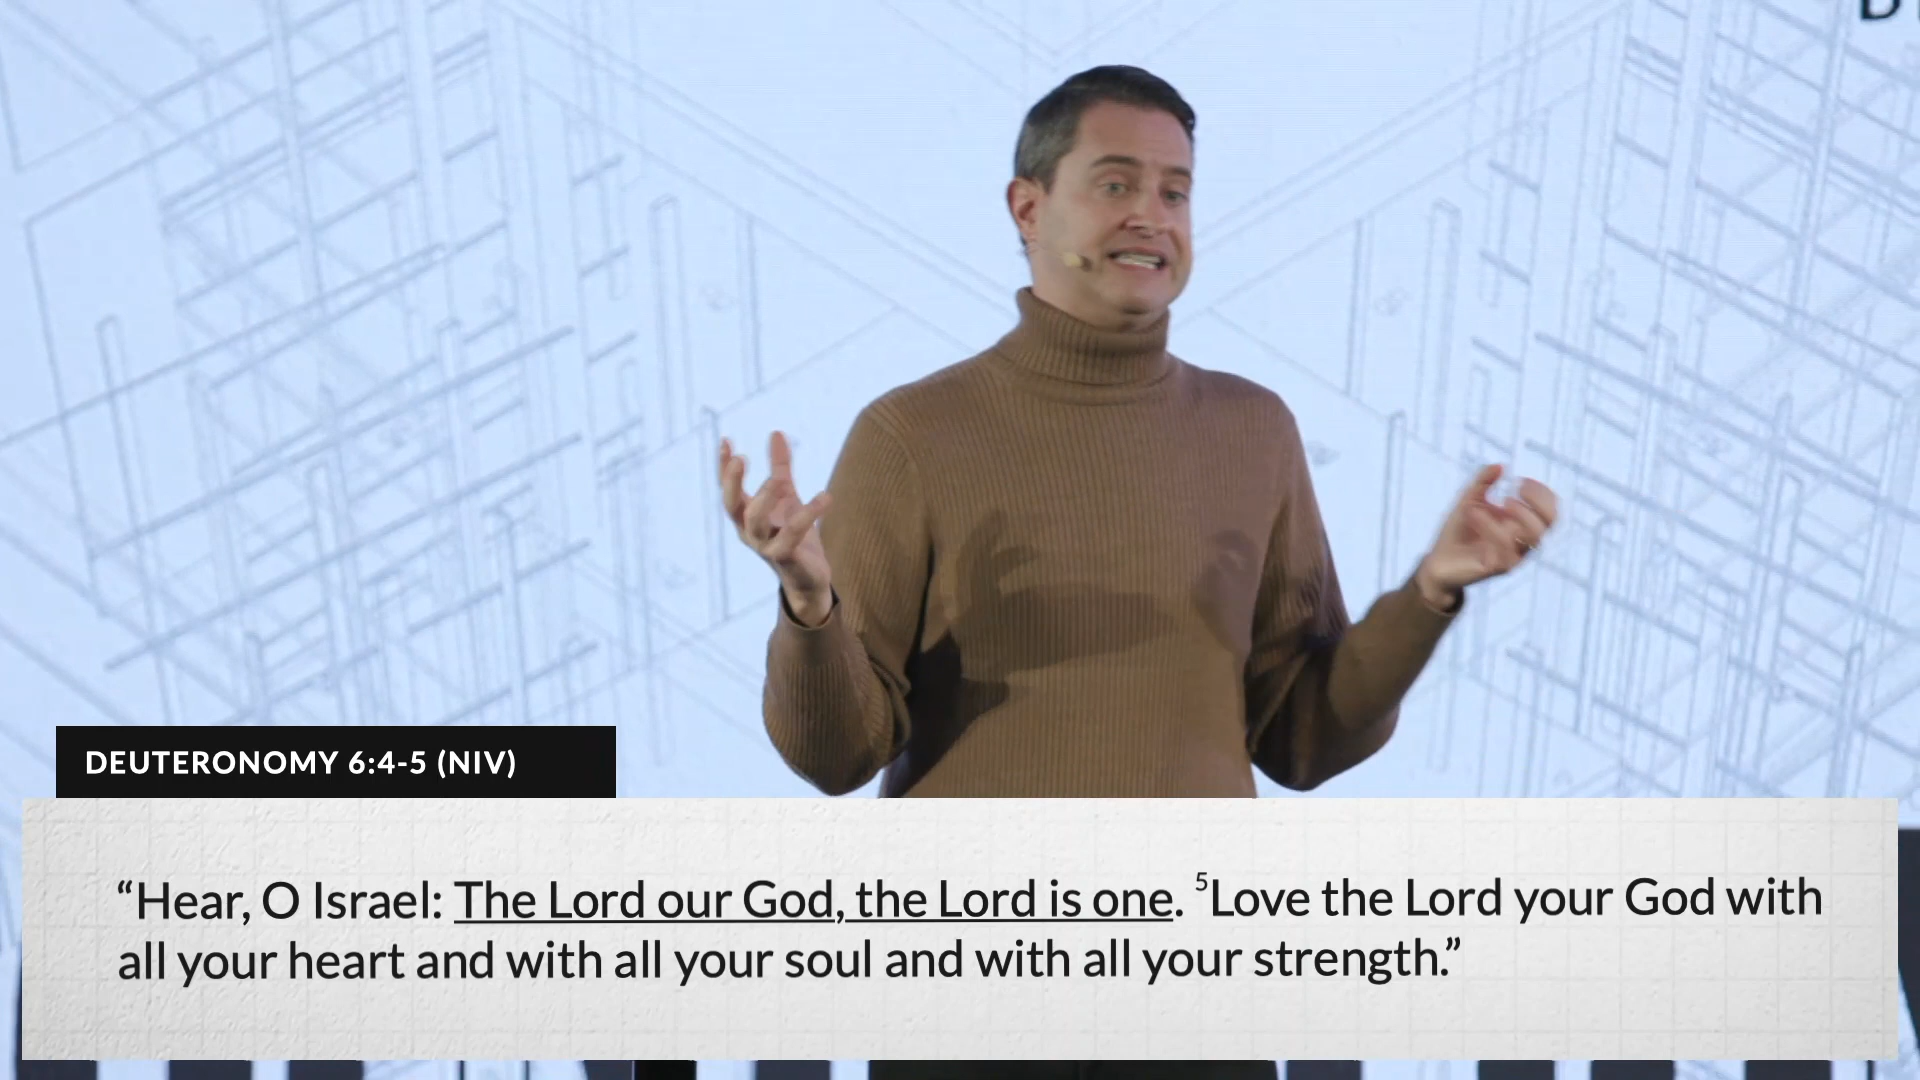 DEUTERONOMY 6:4-5 (NIV)
“Hear, O Israel: The Lord our God, the Lord is one. ⁵Love the Lord your God with
all your heart and with all your soul and with all your strength.”